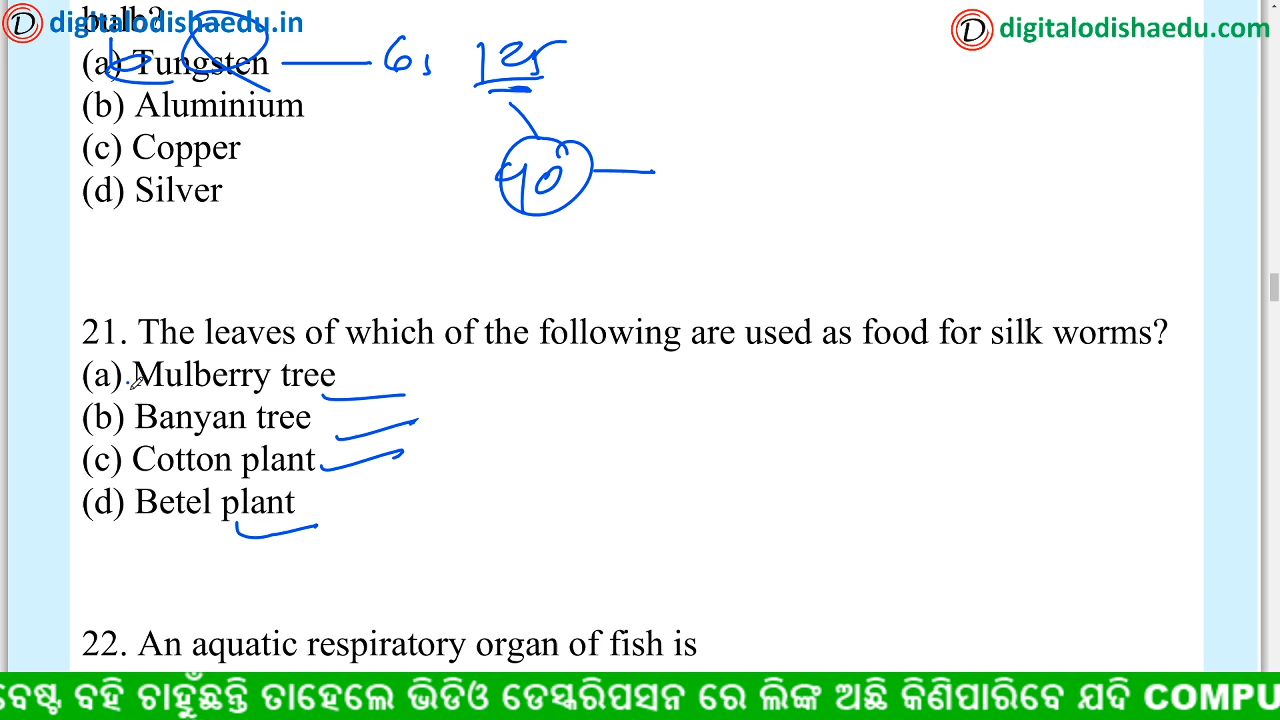 bulb?
digitalodishaedu.in
digitalodishaedu.com
(a) Tungsten
(b) Aluminium
(c) Copper
(d) Silver
21. The leaves of which of the following are used as food for silk worms?
(a) Mulberry tree
(b) Banyan tree
(c) Cotton plant
(d) Betel plant
22. An aquatic respiratory organ of fish is
ବେଷ୍ଟ ବହି ଚାହୁଁଛନ୍ତି ତାହେଲେ ଭିଡିଓ ଡେସ୍କରିପସନ ରେ ଲିଙ୍କ ଅଛି କିଣିପାରିବେ ଯଦି COMPU